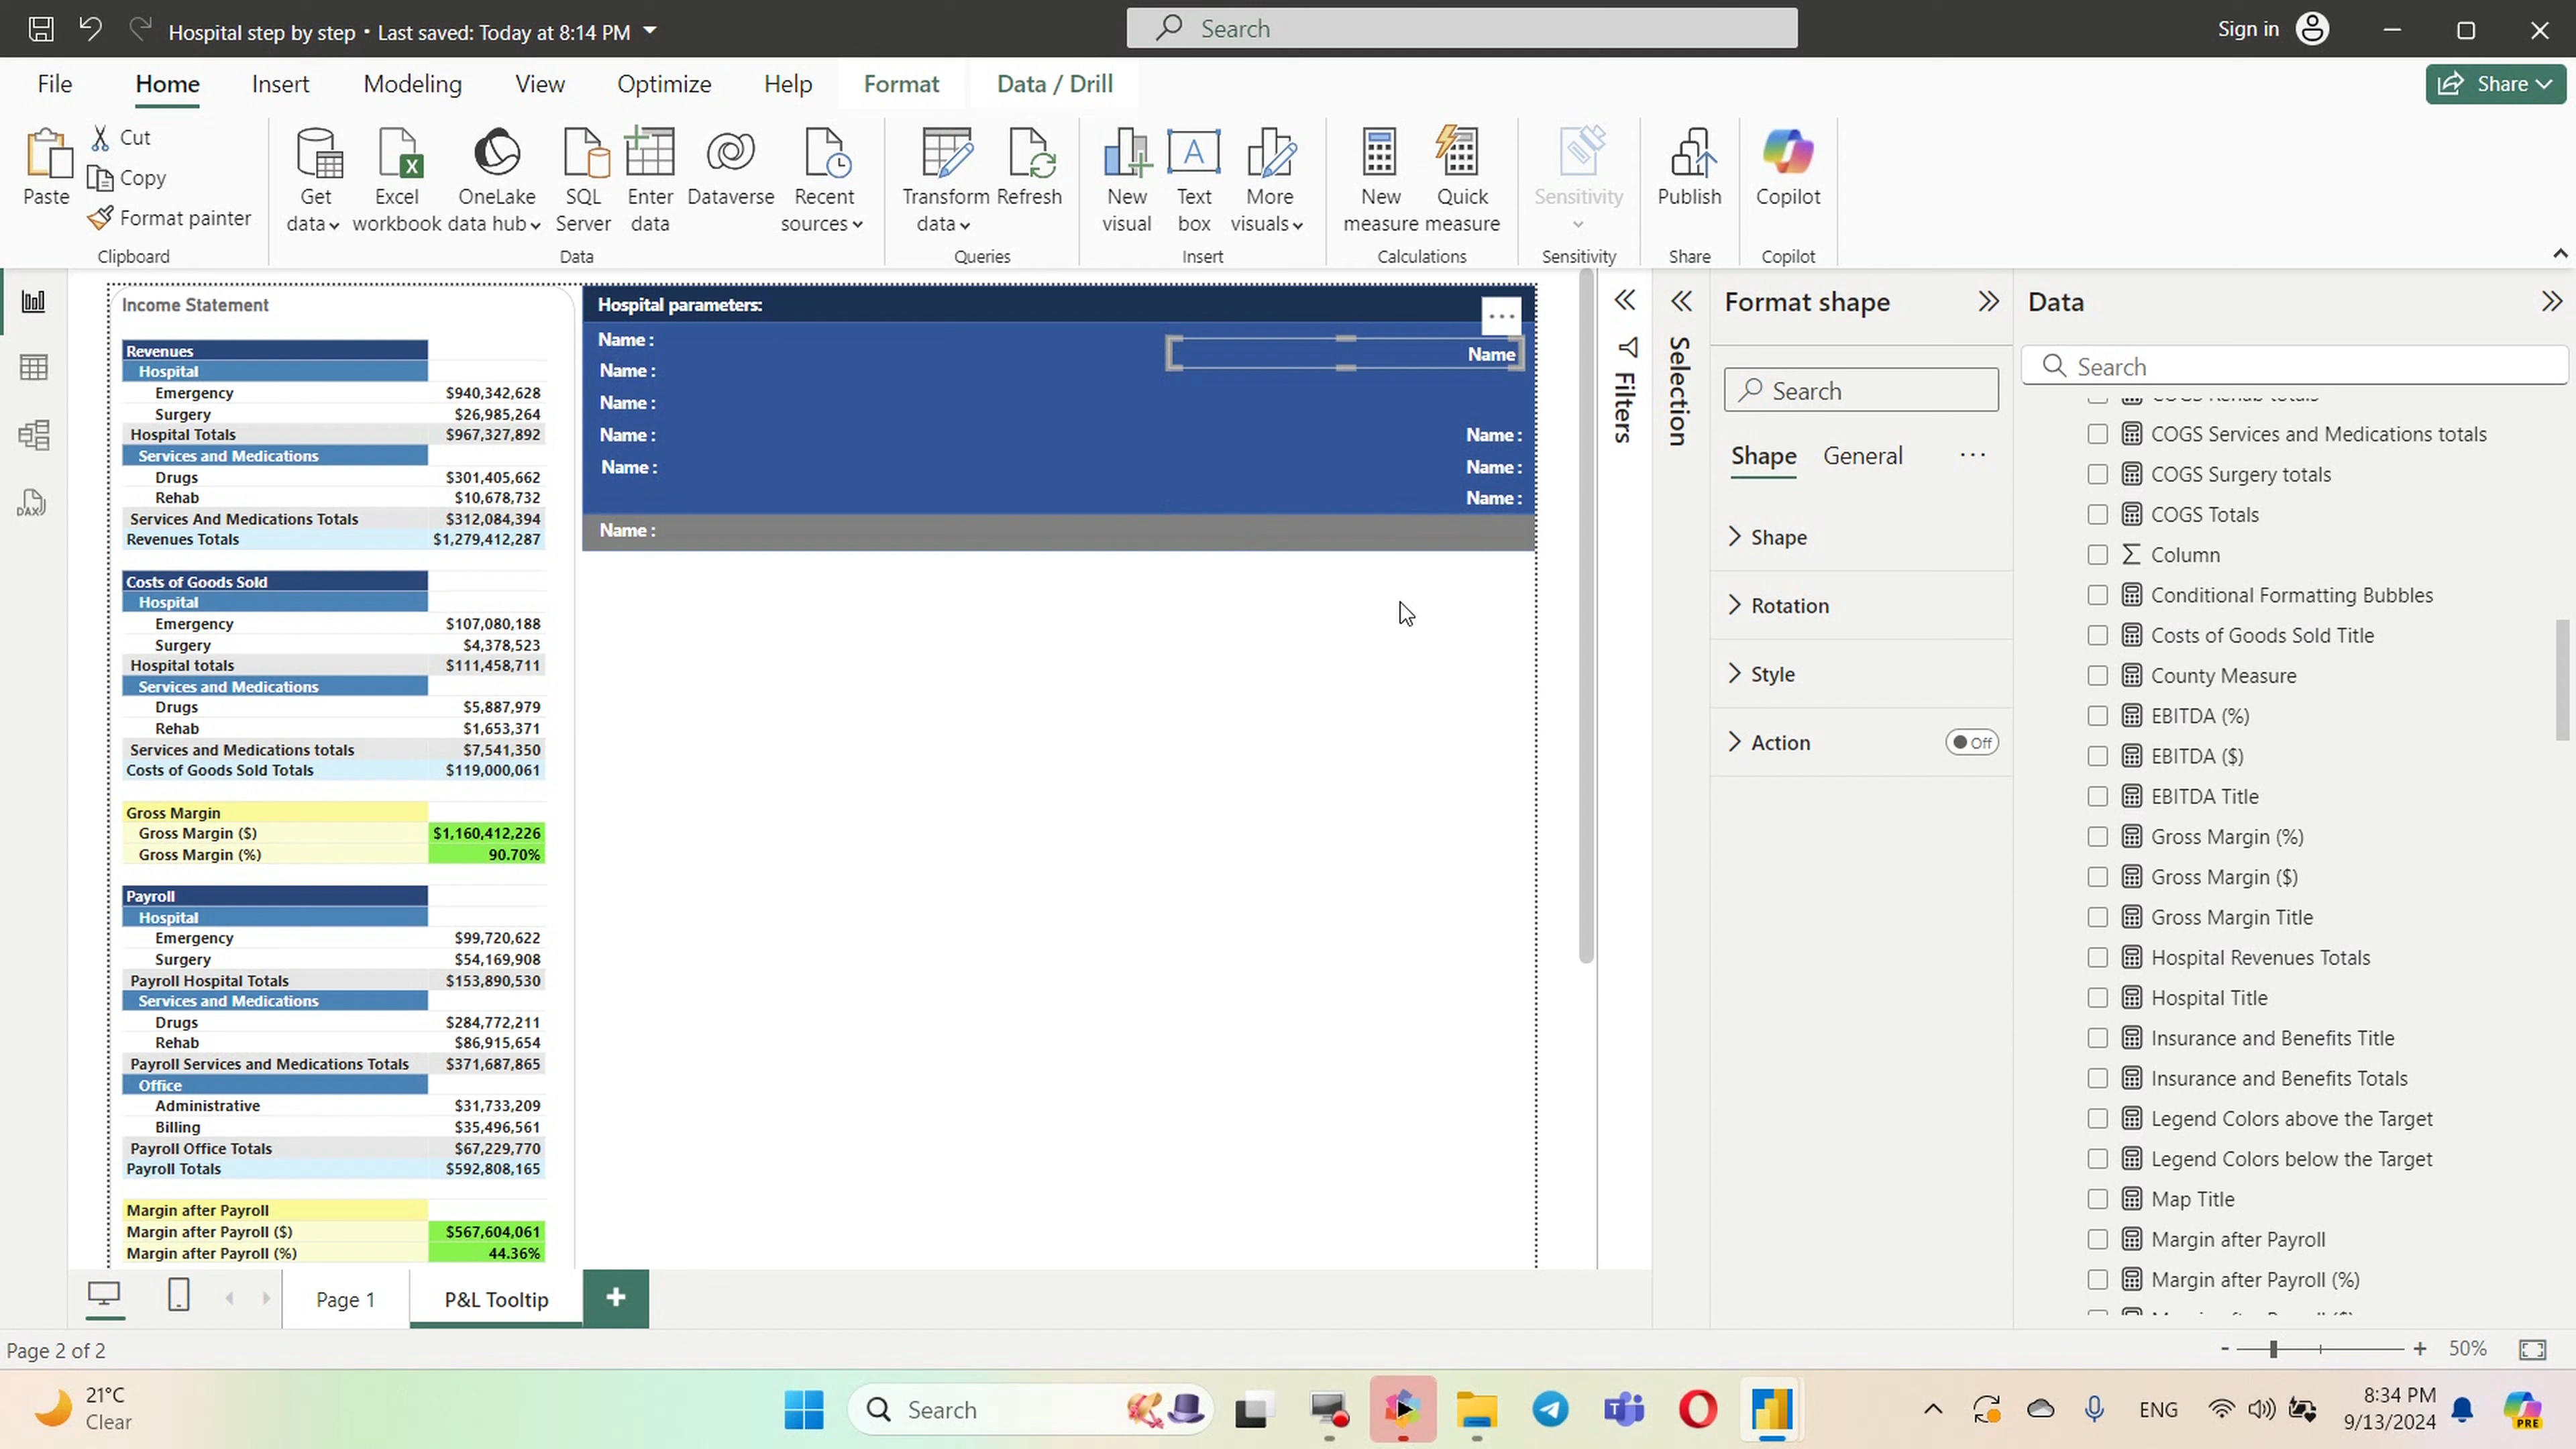 Hospital step by step • Last saved: Today at 8:14 PM
Search
Sign in
File
Home
Insert
Modeling
View
Optimize
Help
Format
Data / Drill
Share
Paste
Cut
Copy
Format painter
Get data
Excel workbook
OneLake data hub
SQL Server
Enter data
Dataverse
Recent sources
Transform data
Refresh
New visual
Text box
More visuals
New measure
Quick measure
Sensitivity
Publish
Copilot
Clipboard
Data
Queries
Insert
Calculations
Sensitivity
Share
Copilot
DAX
Income Statement
Revenues
Hospital
Emergency $940,342,628
Surgery $26,985,264
Hospital Totals $967,327,892
Services and Medications
Drugs $301,405,662
Rehab $10,678,732
Services And Medications Totals $312,084,394
Revenues Totals $1,279,412,287
Costs of Goods Sold
Hospital
Emergency $107,080,188
Surgery $4,378,523
Hospital totals $111,458,711
Services and Medications
Drugs $5,887,979
Rehab $1,653,371
Services and Medications totals $7,541,350
Costs of Goods Sold Totals $119,000,061
Gross Margin
Gross Margin ($) $1,160,412,226
Gross Margin (%) 90.70%
Payroll
Hospital
Emergency $99,720,622
Surgery $54,169,908
Payroll Hospital Totals $153,890,530
Services and Medications
Drugs $284,772,211
Rehab $86,915,654
Payroll Services and Medications Totals $371,687,865
Office
Administrative $31,733,209
Billing $35,496,561
Payroll Office Totals $67,229,770
Payroll Totals $592,808,165
Margin after Payroll
Margin after Payroll ($) $567,604,061
Margin after Payroll (%) 44.36%
Hospital parameters:
Name :
Name
Name :
Name :
Name : Name :
Name : Name :
Name :
Name :
Filters
Selection
Format shape
Search
Shape General
Shape
Rotation
Style
Action Off
Data
Search
COGS Rehab totals
COGS Services and Medications totals
COGS Surgery totals
COGS Totals
Column
Conditional Formatting Bubbles
Costs of Goods Sold Title
County Measure
EBITDA (%)
EBITDA ($)
EBITDA Title
Gross Margin (%)
Gross Margin ($)
Gross Margin Title
Hospital Revenues Totals
Hospital Title
Insurance and Benefits Title
Insurance and Benefits Totals
Legend Colors above the Target
Legend Colors below the Target
Map Title
Margin after Payroll
Margin after Payroll (%)
Margin after Payroll ($)
Page 1
P&L Tooltip
Page 2 of 2
50%
21°C
Clear
Search
ENG
8:34 PM
9/13/2024
PRE